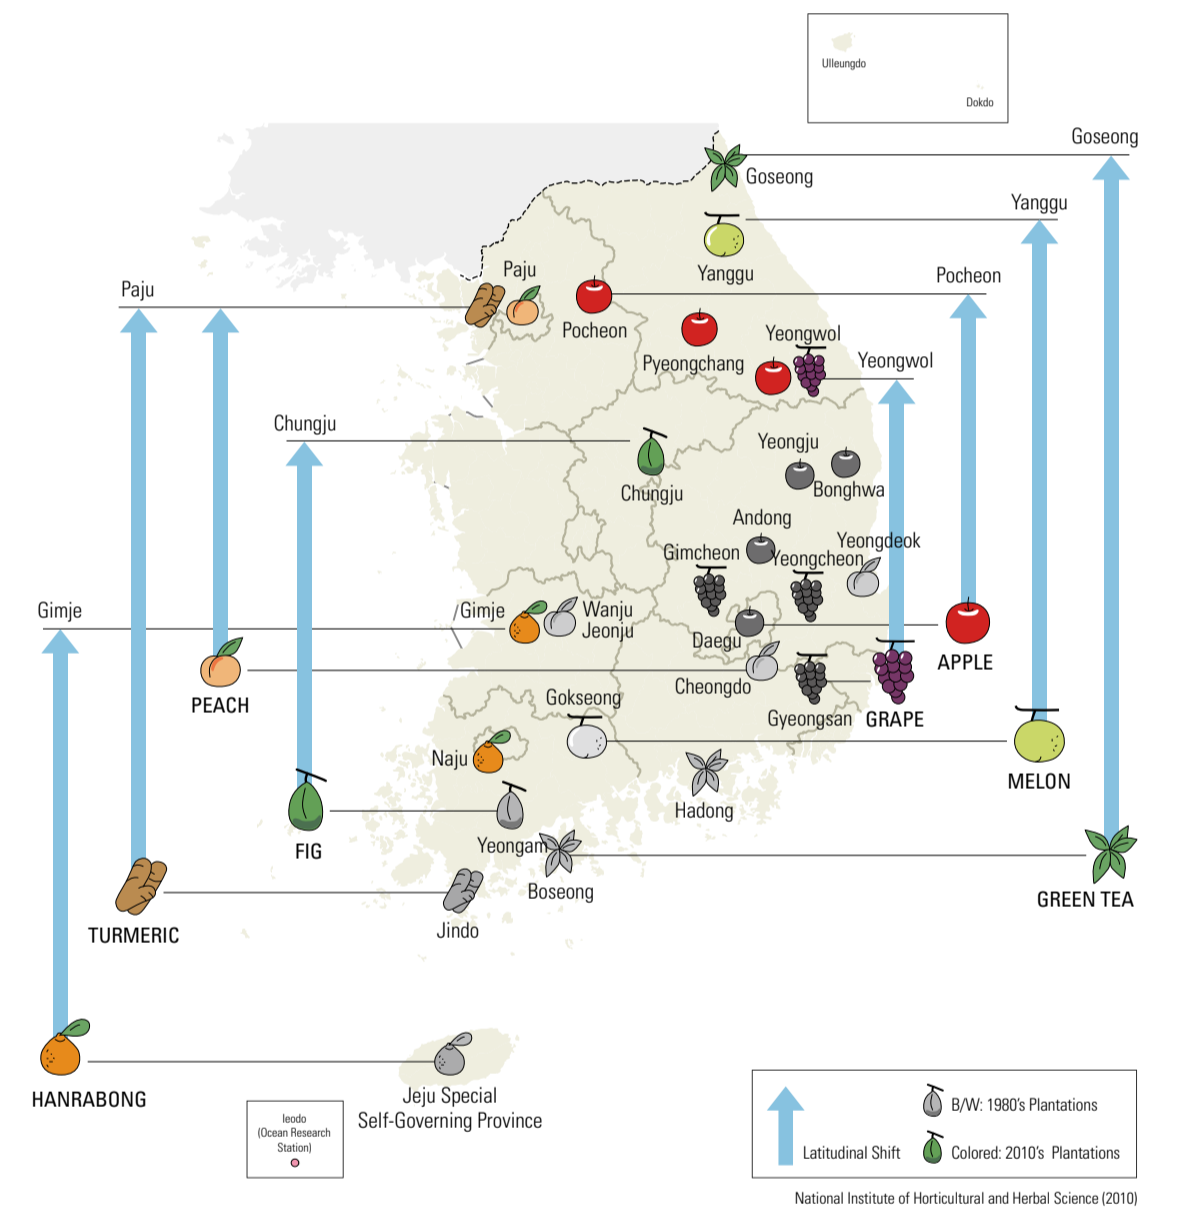 Ulleungdo
Dokdo
Goseong
Goseong
Yanggu
Yanggu
Paju
Pocheon
Paju
Pocheon
Yeongwol
Pyeongchang
Yeongwol
Chungju
Yeongju
Chungju
Bonghwa
Andong
Yeongdeok
Gimcheon
Yeongcheon
Gimje
Gimje
Wanju
Jeonju
Daegu
APPLE
Cheongdo
PEACH
Gokseong
Gyeongsan
GRAPE
Naju
MELON
Hadong
FIG
Yeongam
Boseong
GREEN TEA
TURMERIC
Jindo
HANRABONG
Jeju Special
Self-Governing Province
Ieodo
(Ocean Research
Station)
B/W: 1980's Plantations
Latitudinal Shift
Colored: 2010's Plantations
National Institute of Horticultural and Herbal Science (2010)